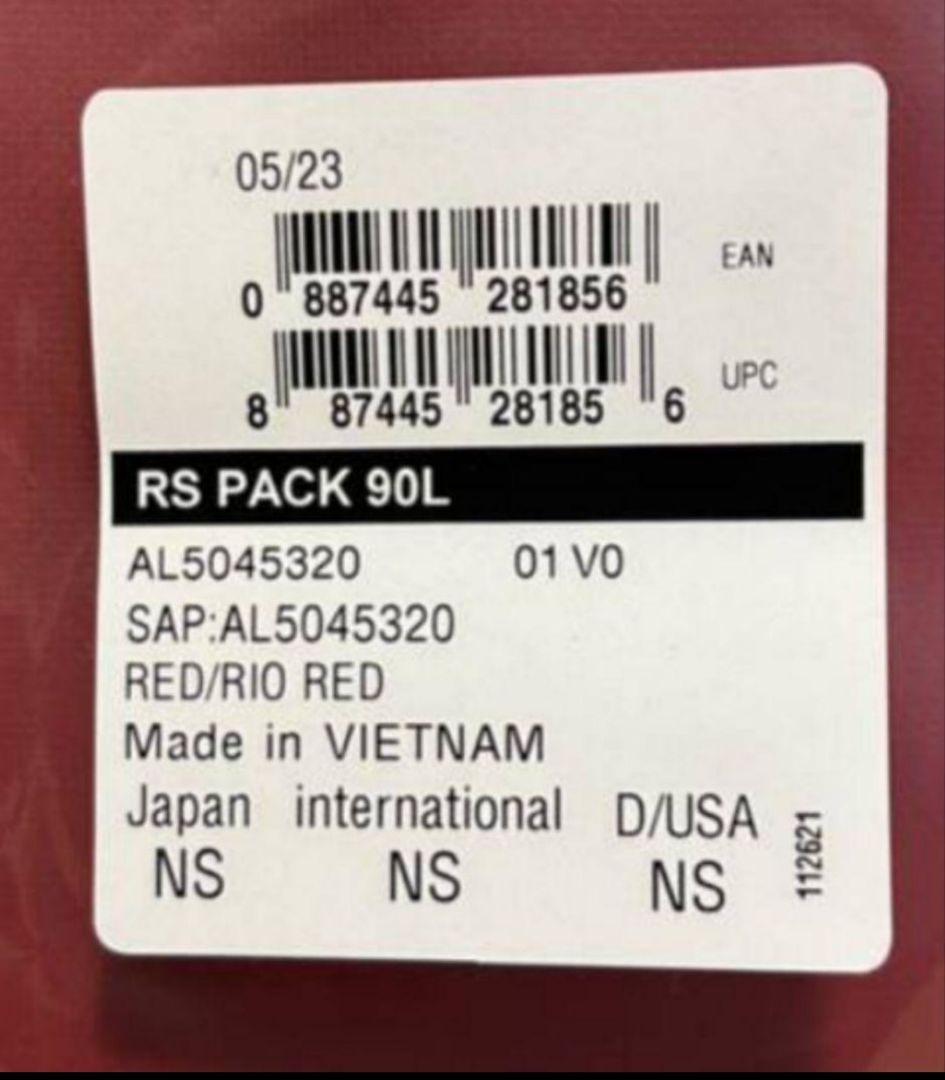 05/23
0 887445 281856 EAN
8 87445 28185 6 UPC
RS PACK 90L
AL5045320 01 V0
SAP:AL5045320
RED/RIO RED
Made in VIETNAM
Japan international D/USA
NS NS NS
112621